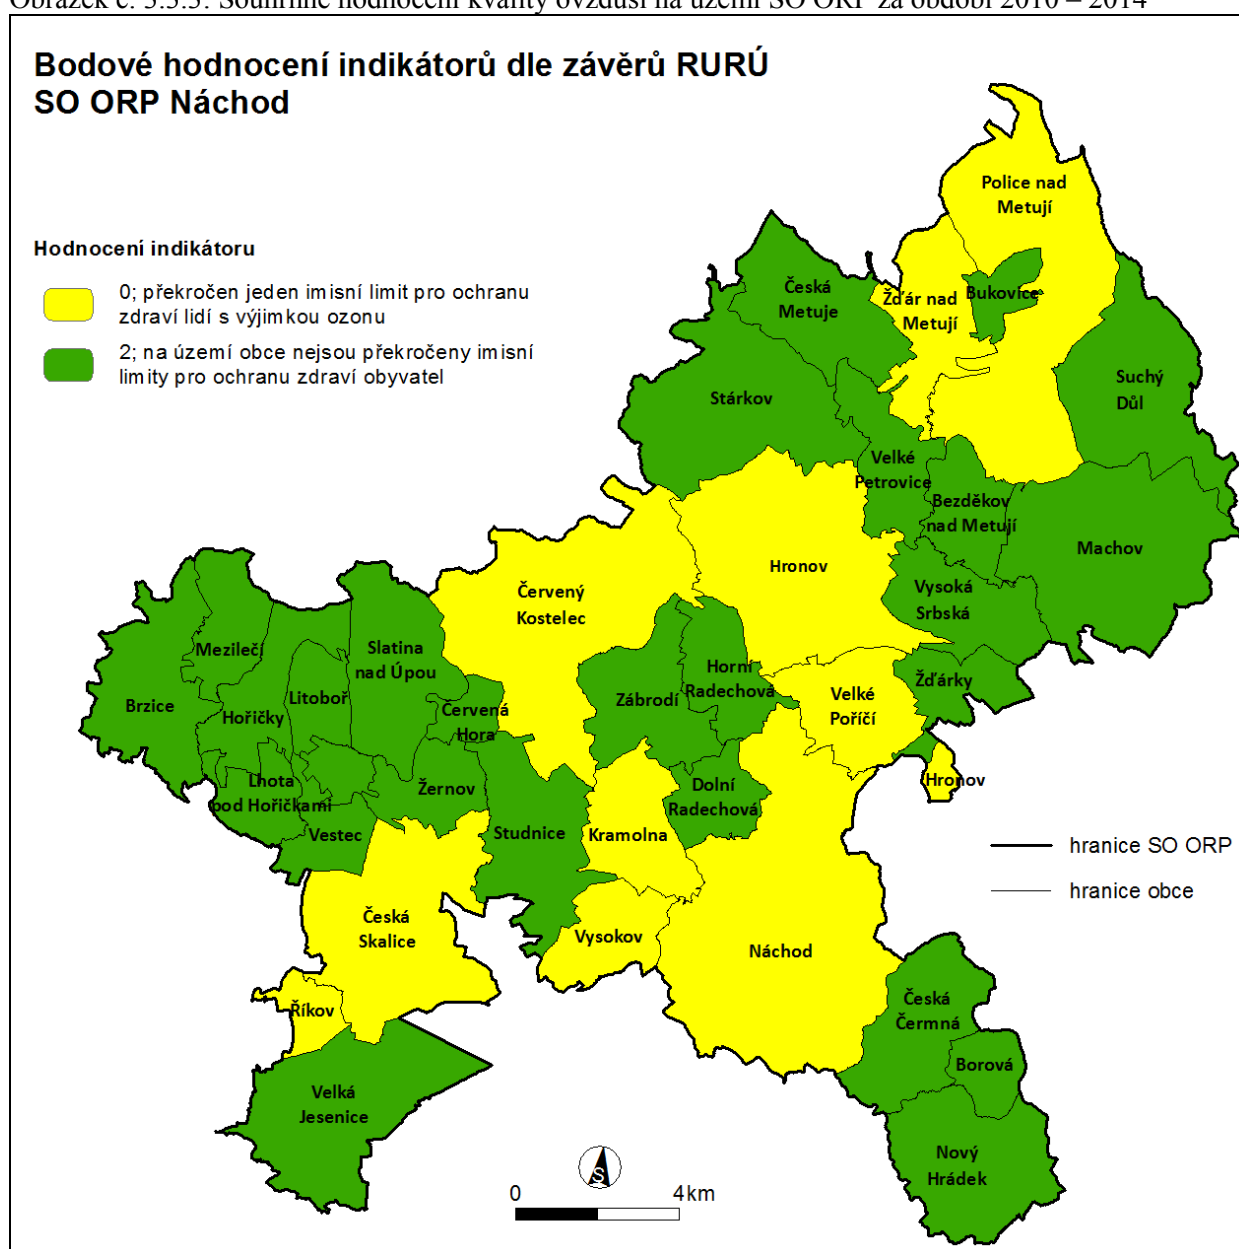 Obrázek č. 3.3.3: Souhrnné hodnocení kvality ovzduší na území SO ORP za období 2010 – 2014
Bodové hodnocení indikátorů dle závěrů RURÚ
SO ORP Náchod
Hodnocení indikátoru
0; překročen jeden imisní limit pro ochranu
zdraví lidí s výjimkou ozonu
2; na území obce nejsou překročeny imisní
limity pro ochranu zdraví obyvatel
Police nad
Metují
Česká
Metuje
Žďár nad
Metují
Bukovice
Suchý
Důl
Stárkov
Velké
Petrovice
Bezděkov
nad Metují
Machov
Hronov
Vysoká
Srbská
Červený
Kostelec
Mezilečí
Slatina
nad Úpou
Horní
Radechová
Žďárky
Litoboř
Zábrodí
Velké
Poříčí
Brzice
Hořičky
Červená
Hora
Lhota
pod Hořičkami
Žernov
Dolní
Radechová
Hronov
Vestec
Studnice
Kramolna
hranice SO ORP
hranice obce
Česká
Skalice
Vysokov
Náchod
Říkov
Česká
Čermná
Borová
Velká
Jesenice
Nový
Hrádek
S
0 4km